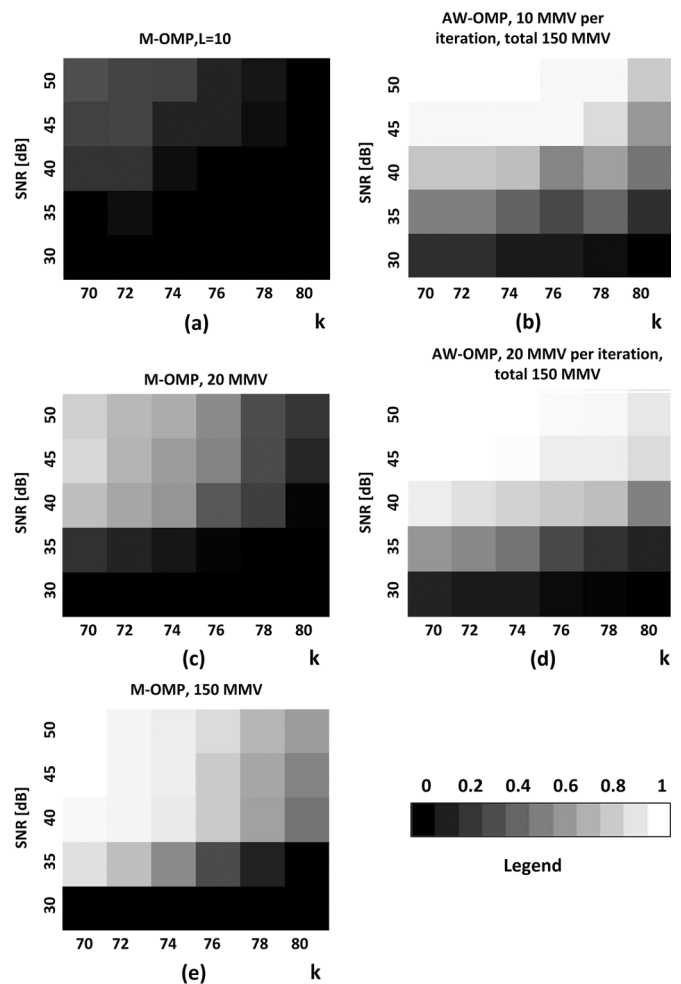 M-OMP,L=10
SNR [dB]
50
45
40
35
30
70 72 74 76 78 80
(a) k
AW-OMP, 10 MMV per
iteration, total 150 MMV
SNR [dB]
50
45
40
35
30
70 72 74 76 78 80
(b) k
M-OMP, 20 MMV
SNR [dB]
50
45
40
35
30
70 72 74 76 78 80
(c) k
AW-OMP, 20 MMV per iteration,
total 150 MMV
SNR [dB]
50
45
40
35
30
70 72 74 76 78 80
(d) k
M-OMP, 150 MMV
SNR [dB]
50
45
40
35
30
70 72 74 76 78 80
(e) k
0 0.2 0.4 0.6 0.8 1
Legend